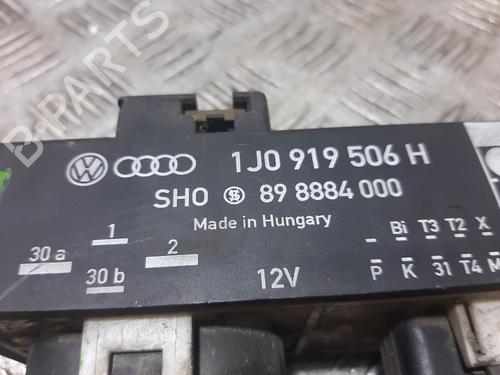 B-PARTS
1J0 919 506 H
SHO 89 8884 000
Made in Hungary
1 Bi T3 T2 X
30 a 2
30 b 12V P K 31 T4 M